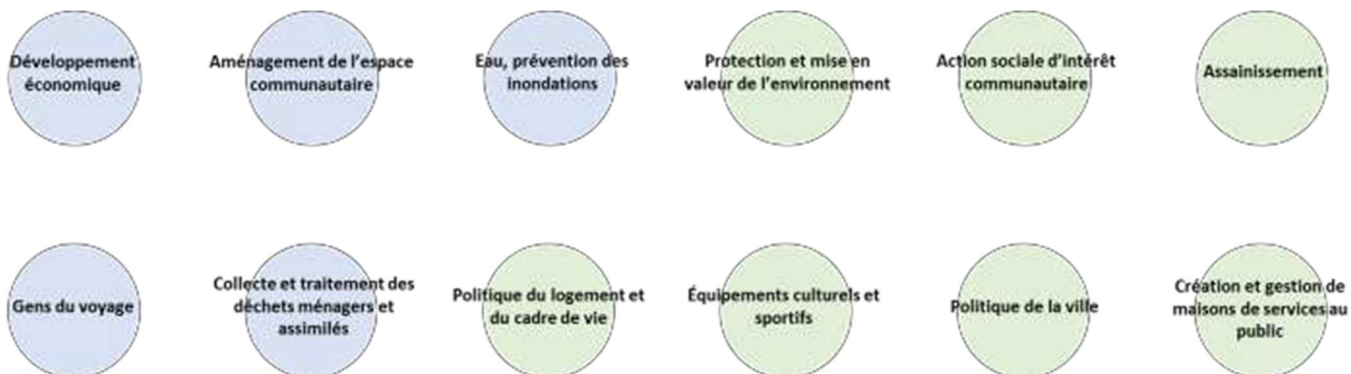 Développement
économique
Aménagement de l'espace
communautaire
Eau, prévention des
inondations
Protection et mise en
valeur de l'environnement
Action sociale d'intérêt
communautaire
Assainissement
Gens du voyage
Collecte et traitement des
déchets ménagers et
assimilés
Politique du logement et
du cadre de vie
Équipements culturels et
sportifs
Politique de la ville
Création et gestion de
maisons de services au
public